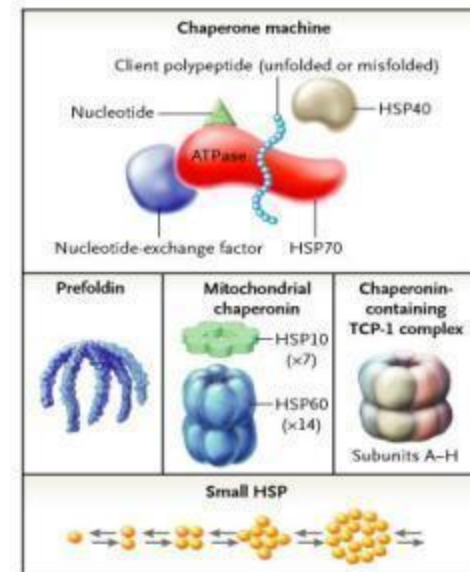 Chaperone machine
Client polypeptide (unfolded or misfolded)
Nucleotide
HSP40
ATPase
Nucleotide-exchange factor
HSP70
Prefoldin
Mitochondrial
chaperonin
HSP10
(×7)
HSP60
(×14)
Chaperonin-
containing
TCP-1 complex
Subunits A–H
Small HSP